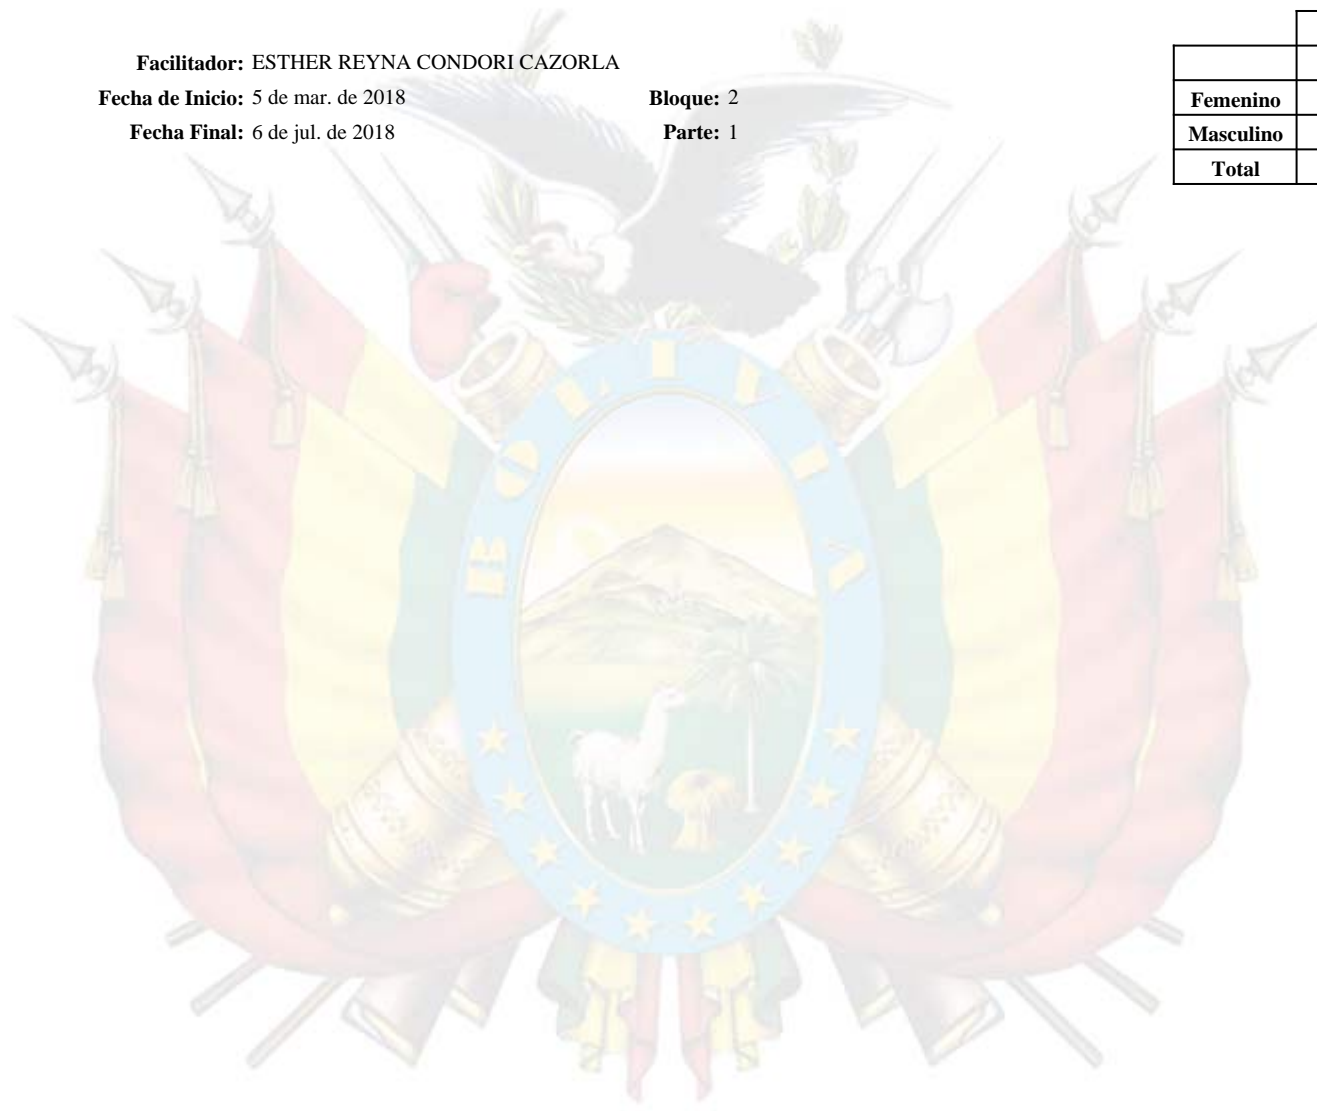 Facilitador: ESTHER REYNA CONDORI CAZORLA
Fecha de Inicio: 5 de mar. de 2018 Bloque: 2
Fecha Final: 6 de jul. de 2018 Parte: 1
Femenino
Masculino
Total
BOLIVIA